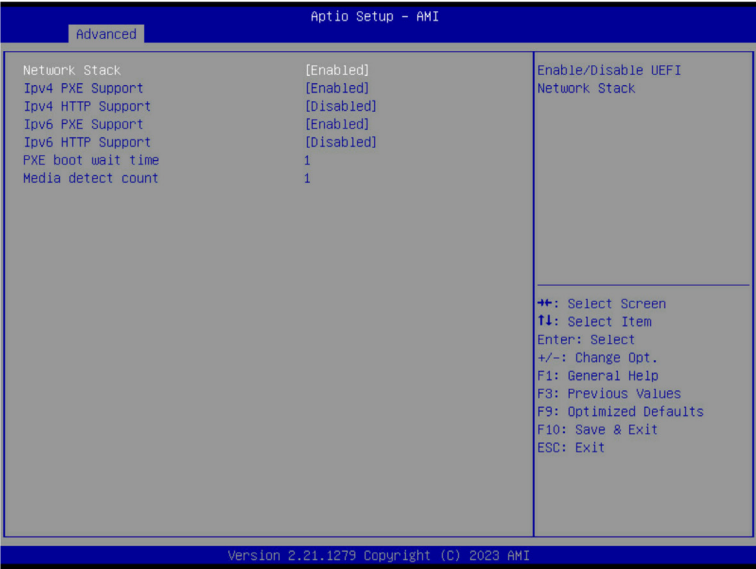 Aptio Setup – AMI
Advanced
Network Stack [Enabled]
Ipv4 PXE Support [Enabled]
Ipv4 HTTP Support [Disabled]
Ipv6 PXE Support [Enabled]
Ipv6 HTTP Support [Disabled]
PXE boot wait time 1
Media detect count 1
Enable/Disable UEFI
Network Stack
→←: Select Screen
↑↓: Select Item
Enter: Select
+/-: Change Opt.
F1: General Help
F3: Previous Values
F9: Optimized Defaults
F10: Save & Exit
ESC: Exit
Version 2.21.1279 Copyright (C) 2023 AMI